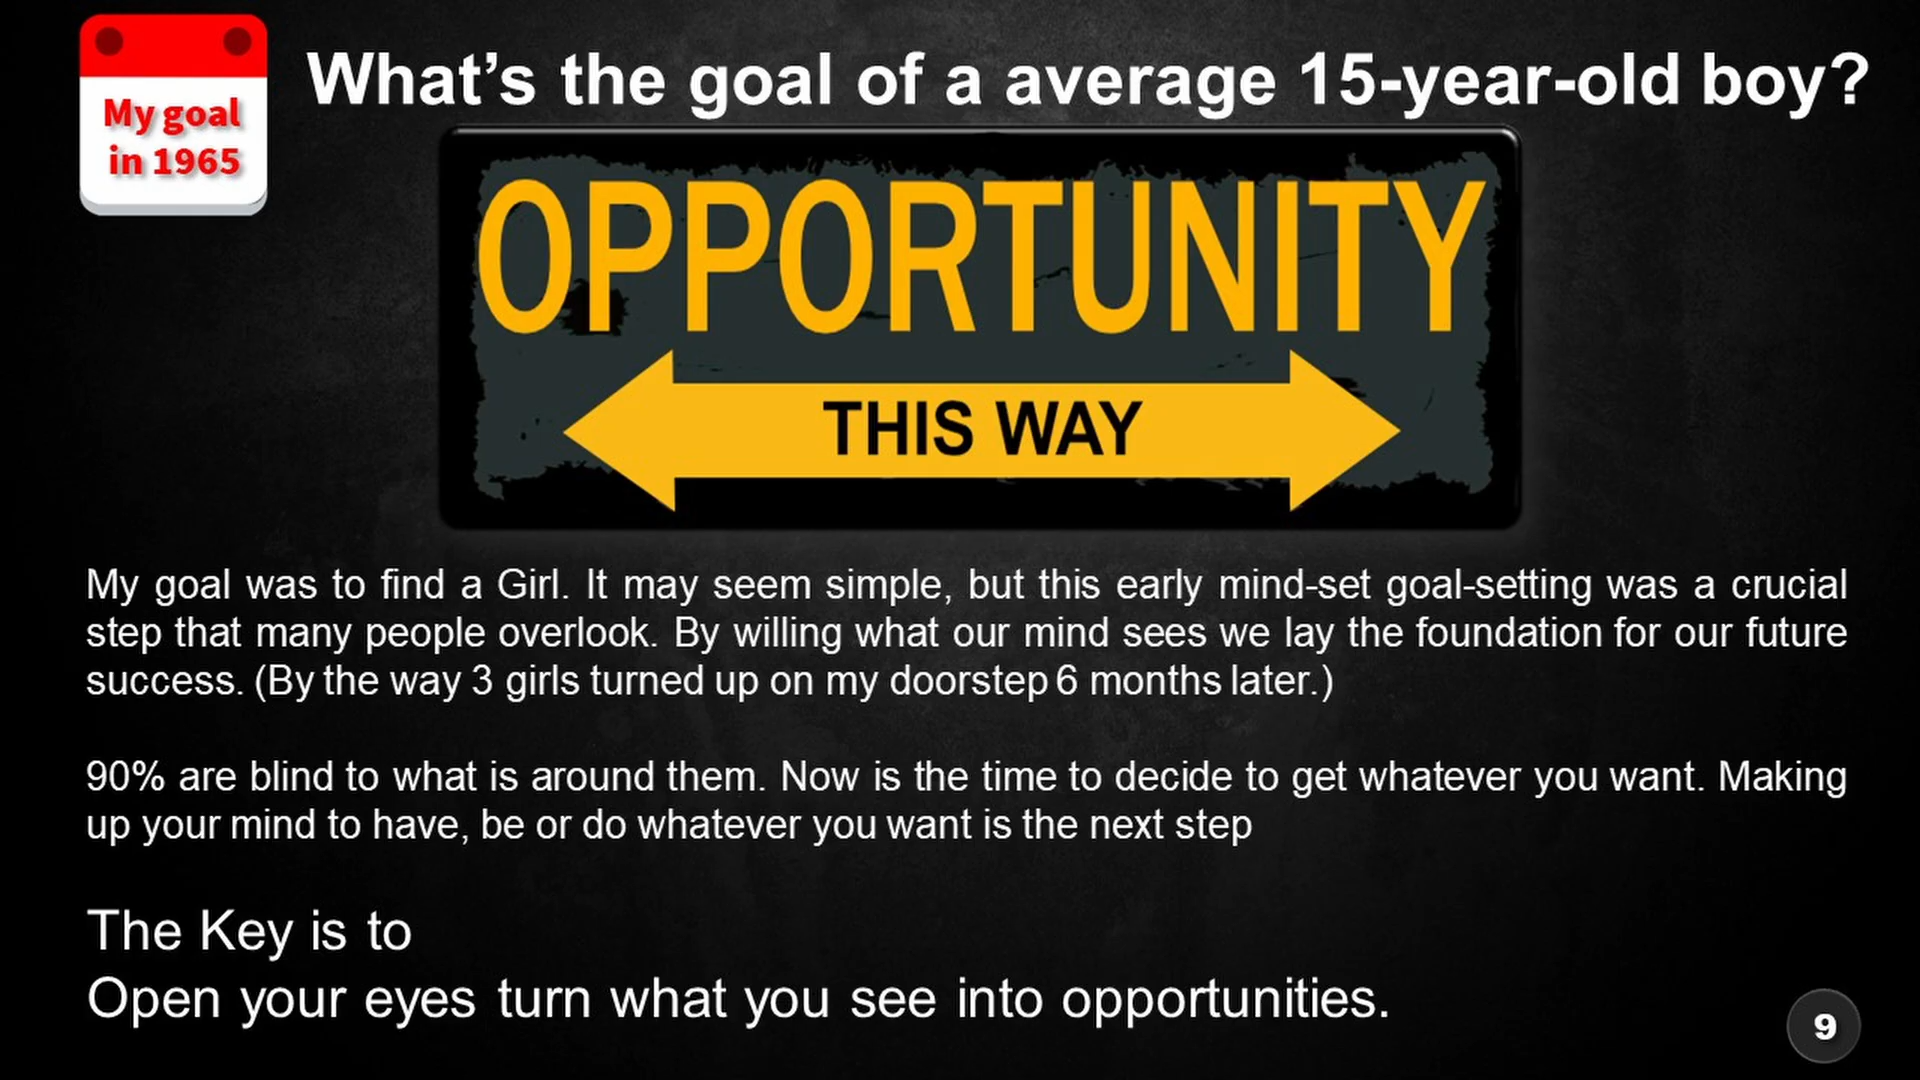 My goal
in 1965
What’s the goal of a average 15-year-old boy?
OPPORTUNITY
THIS WAY
My goal was to find a Girl. It may seem simple, but this early mind-set goal-setting was a crucial
step that many people overlook. By willing what our mind sees we lay the foundation for our future
success. (By the way 3 girls turned up on my doorstep 6 months later.)
90% are blind to what is around them. Now is the time to decide to get whatever you want. Making
up your mind to have, be or do whatever you want is the next step
The Key is to
Open your eyes turn what you see into opportunities.
9